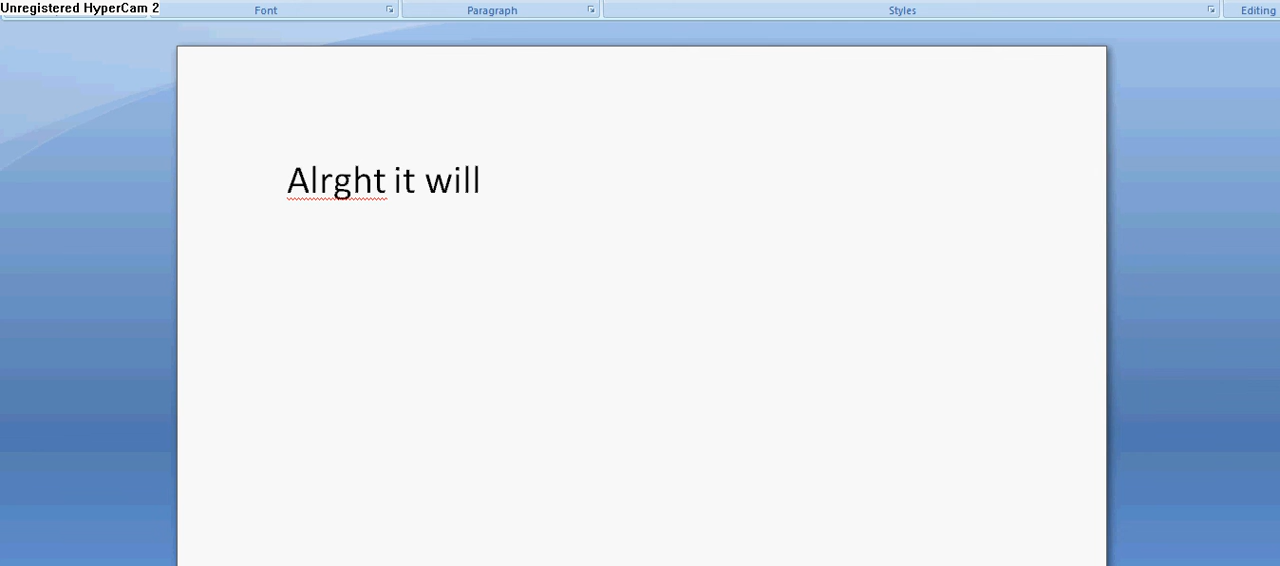 Unregistered HyperCam 2
Font Paragraph Styles Editing
Alrght it will